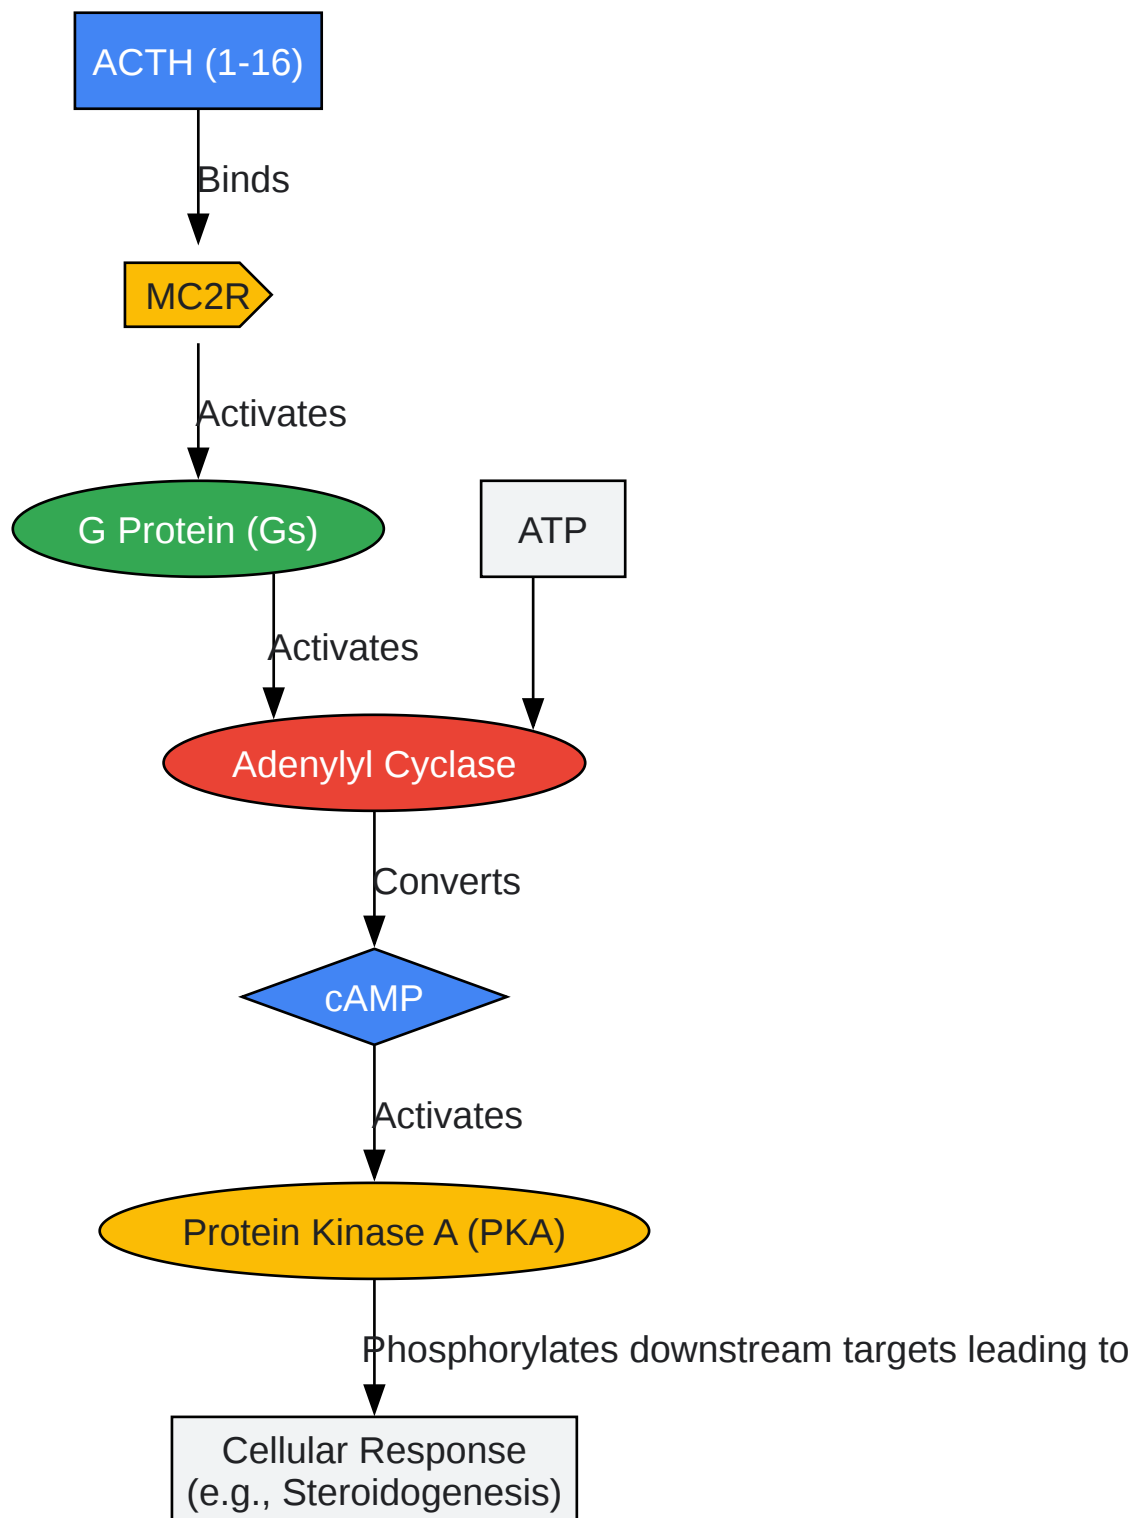 ACTH (1-16)
Binds
MC2R
Activates
G Protein (Gs)
ATP
Activates
Adenylyl Cyclase
Converts
cAMP
Activates
Protein Kinase A (PKA)
Phosphorylates downstream targets leading to
Cellular Response
(e.g., Steroidogenesis)